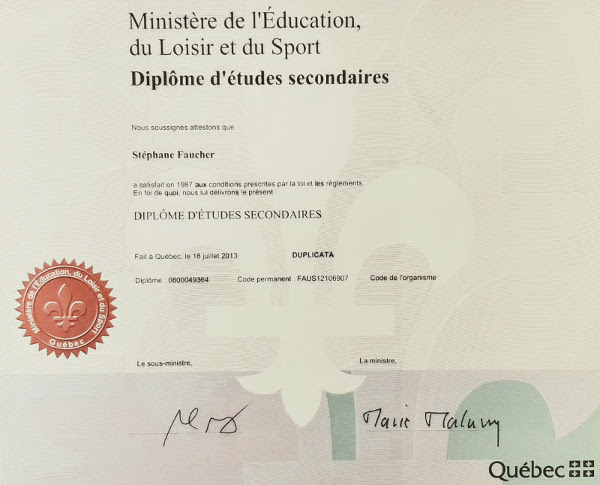 Ministère de l'Éducation,
du Loisir et du Sport
Diplôme d'études secondaires
Nous soussignés attestons que
Stéphane Faucher
a satisfait en 1987 aux conditions prescrites par la loi et les règlements.
En foi de quoi, nous lui délivrons le présent
DIPLÔME D'ÉTUDES SECONDAIRES
Fait à Québec, le 18 juillet 2013 DUPLICATA
Diplôme : 0600049364 Code permanent : FAUS12106907 Code de l'organisme
Ministère de l'Éducation, du Loisir et du Sport
Québec
Le sous-ministre, La ministre,
Marie Malavoy
Québec